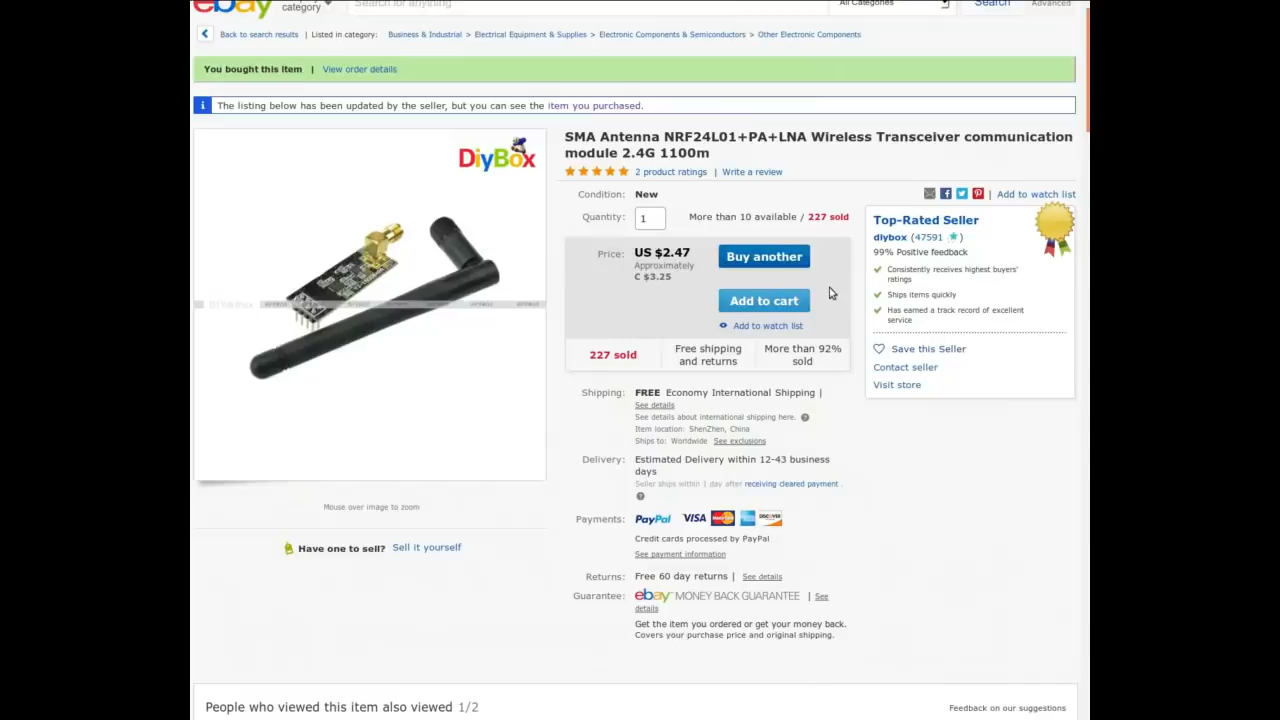 ebay
category
Search for anything
All Categories
Search
Advanced
Back to search results | Listed in category: Business & Industrial > Electrical Equipment & Supplies > Electronic Components & Semiconductors > Other Electronic Components
You bought this item | View order details
i The listing below has been updated by the seller, but you can see the item you purchased.
DiyBox
SMA Antenna NRF24L01+PA+LNA Wireless Transceiver communication
module 2.4G 1100m
2 product ratings | Write a review
Condition: New
| Add to watch list
Quantity: 1 More than 10 available / 227 sold
Price: US $2.47
Approximately
C $3.25
Buy another
Add to cart
Add to watch list
227 sold
Free shipping
and returns
More than 92%
sold
Top-Rated Seller
diybox (47591 )
99% Positive feedback
Consistently receives highest buyers'
ratings
Ships items quickly
Has earned a track record of excellent
service
Save this Seller
Contact seller
Visit store
Shipping: FREE Economy International Shipping |
See details
See details about international shipping here. ?
Item location: ShenZhen, China
Ships to: Worldwide See exclusions
Delivery: Estimated Delivery within 12-43 business
days
Seller ships within 1 day after receiving cleared payment .
?
Payments: PayPal VISA MasterCard DISCOVER
Credit cards processed by PayPal
See payment information
Returns: Free 60 day returns | See details
Guarantee: ebay MONEY BACK GUARANTEE | See
details
Get the item you ordered or get your money back.
Covers your purchase price and original shipping.
Mouse over image to zoom
Have one to sell? Sell it yourself
People who viewed this item also viewed 1/2
Feedback on our suggestions